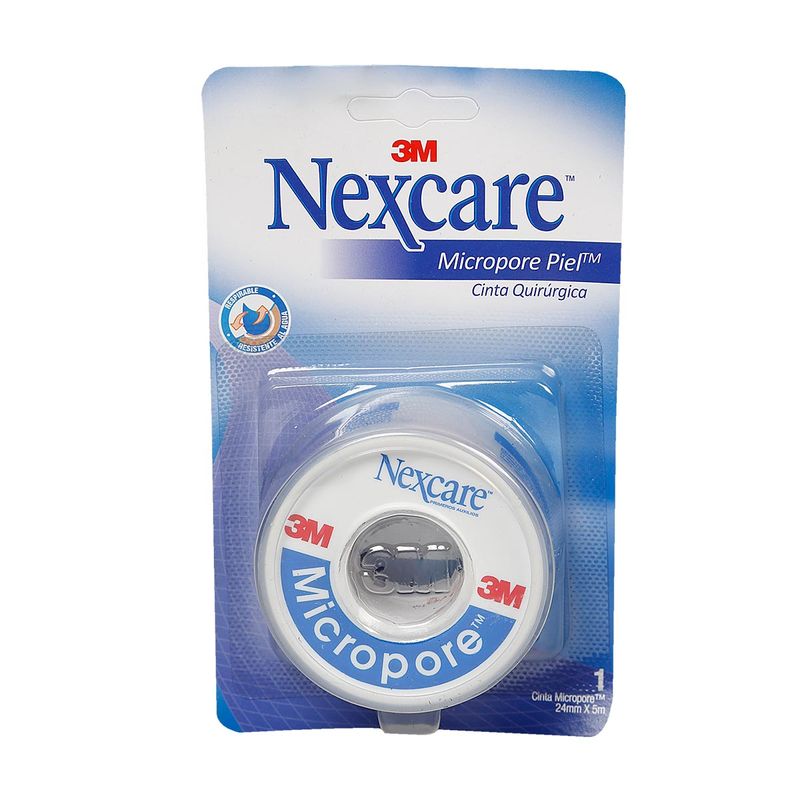 3M
Nexcare™
Micropore Piel™
Cinta Quirúrgica
RESPIRABLE
RESISTENTE AL AGUA
Nexcare™
PRIMEROS AUXILIOS
3M
3M
3M
Micropore™
1
Cinta Micropore™
24mm X 5m